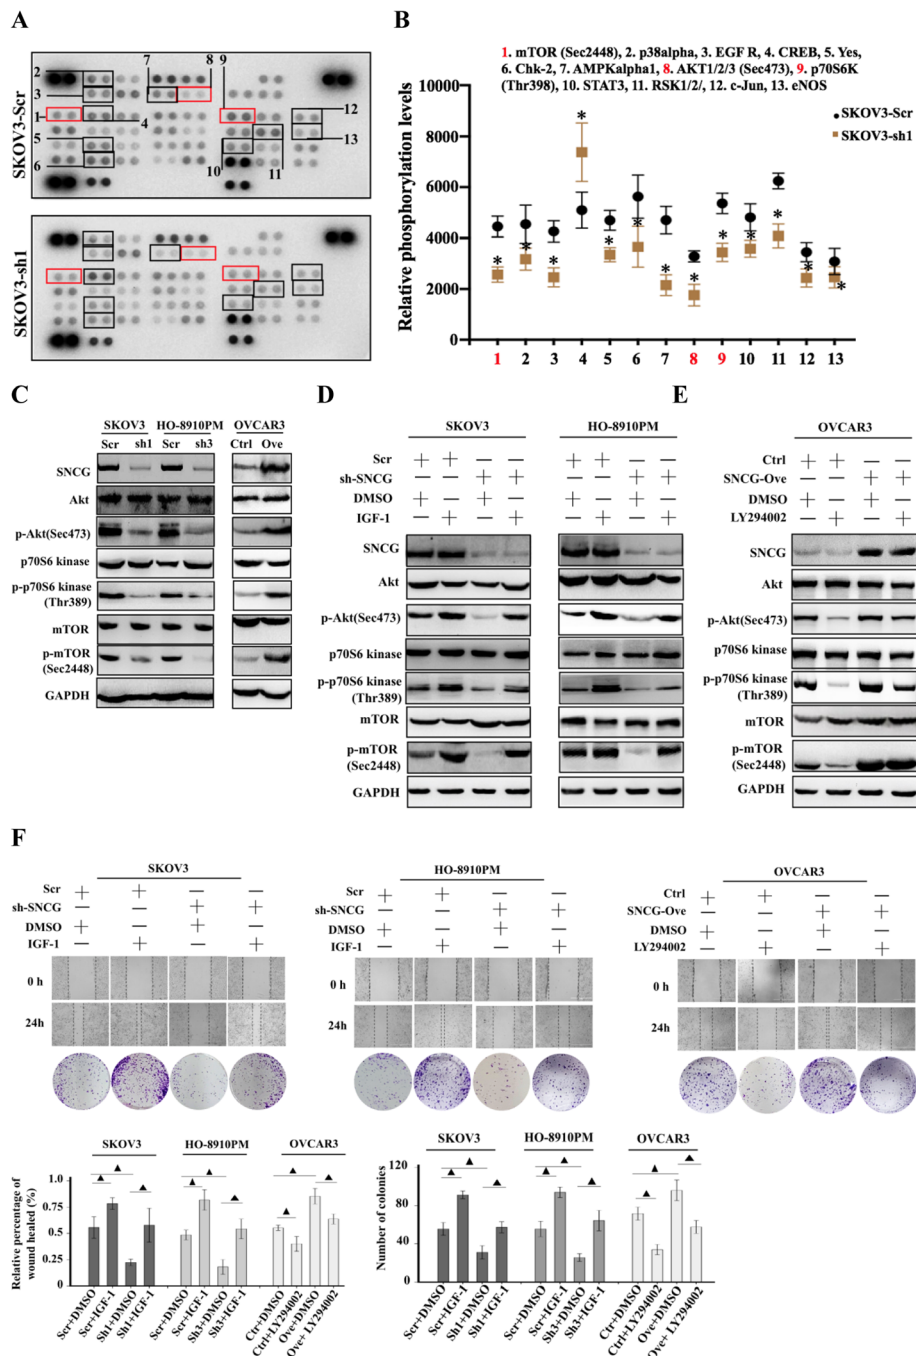 A
B
1. mTOR (Sec2448), 2. p38alpha, 3. EGF R, 4. CREB, 5. Yes,
6. Chk-2, 7. AMPKalpha1, 8. AKT1/2/3 (Sec473), 9. p70S6K
(Thr398), 10. STAT3, 11. RSK1/2/, 12. c-Jun, 13. eNOS
SKOV3-Scr
2
3
1
5
6
4
7
8
9
10
11
12
13
SKOV3-sh1
Relative phosphorylation levels
10000
8000
6000
4000
2000
0
SKOV3-Scr
SKOV3-sh1
* * * * * * * * * * * * *
1 2 3 4 5 6 7 8 9 10 11 12 13
C
SKOV3 HO-8910PM OVCAR3
Scr sh1 Scr sh3 Ctrl Ove
SNCG
Akt
p-Akt(Sec473)
p70S6 kinase
p-p70S6 kinase
(Thr389)
mTOR
p-mTOR
(Sec2448)
GAPDH
D
SKOV3 HO-8910PM
Scr + + — — + + — —
sh-SNCG — — + + — — + +
DMSO + — + — + — + —
IGF-1 — + — + — + — +
SNCG
Akt
p-Akt(Sec473)
p70S6 kinase
p-p70S6 kinase
(Thr389)
mTOR
p-mTOR
(Sec2448)
GAPDH
E
OVCAR3
Ctrl + + — —
SNCG-Ove — — + +
DMSO + — + —
LY294002 — + — +
SNCG
Akt
p-Akt(Sec473)
p70S6 kinase
p-p70S6 kinase
(Thr389)
mTOR
p-mTOR
(Sec2448)
GAPDH
F
SKOV3
Scr + + — —
sh-SNCG — — + +
DMSO + — + —
IGF-1 — + — +
0 h
24h
HO-8910PM
Scr + + — —
sh-SNCG — — + +
DMSO + — + —
IGF-1 — + — +
0 h
24h
OVCAR3
Ctrl + + — —
SNCG-Ove — — + +
DMSO + — + —
LY294002 — + — +
0 h
24h
Relative percentage of
wound healed (%)
1.0
0.75
0.5
0.25
0
SKOV3 HO-8910PM OVCAR3
Scr+DMSO
Scr+IGF-1
Sh1+DMSO
Sh1+IGF-1
Scr+DMSO
Scr+IGF-1
Sh3+DMSO
Sh3+IGF-1
Ctr+DMSO
Ctrl+LY294002
Ove+DMSO
Ove+ LY294002
Number of colonies
120
80
40
0
SKOV3 HO-8910PM OVCAR3
Scr+DMSO
Scr+IGF-1
Sh1+DMSO
Sh1+IGF-1
Scr+DMSO
Scr+IGF-1
Sh3+DMSO
Sh3+IGF-1
Ctr+DMSO
Ctrl+LY294002
Ove+DMSO
Ove+ LY294002